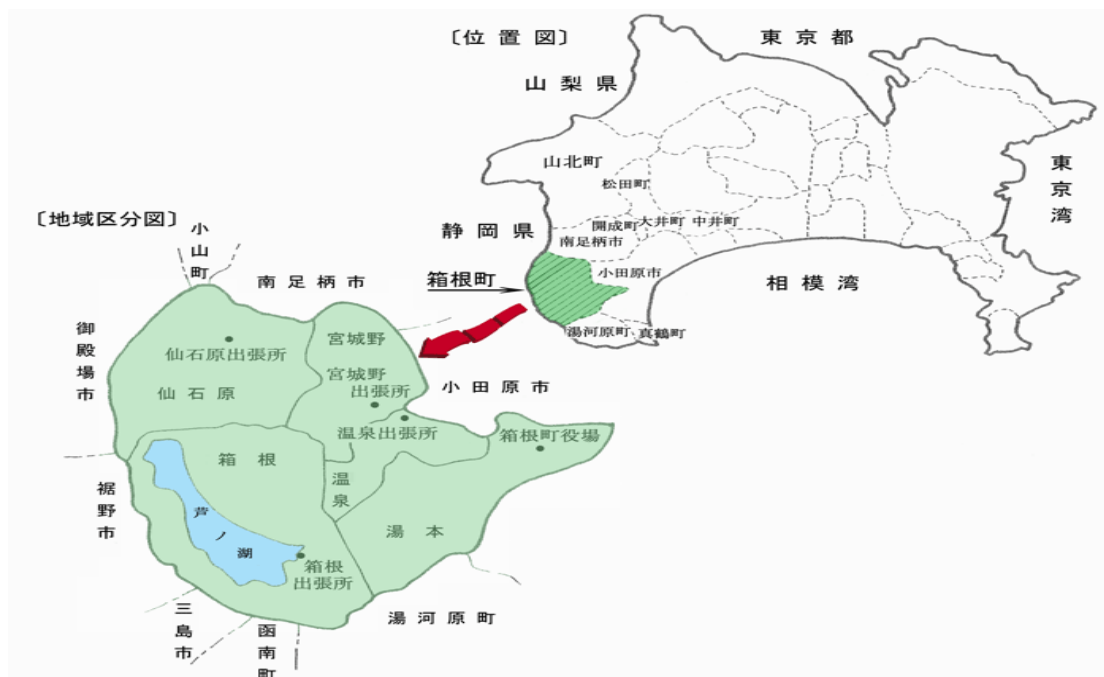 〔位置図〕
東京都
山梨県
東京湾
山北町
松田町
開成町
大井町
中井町
南足柄市
静岡県
小田原市
箱根町
相模湾
湯河原町
真鶴町
〔地域区分図〕
小山町
南足柄市
御殿場市
宮城野
仙石原出張所
宮城野
出張所
仙石原
小田原市
温泉出張所
箱根町役場
箱根
温泉
裾野市
芦ノ湖
湯本
箱根
出張所
三島市
函南町
湯河原町